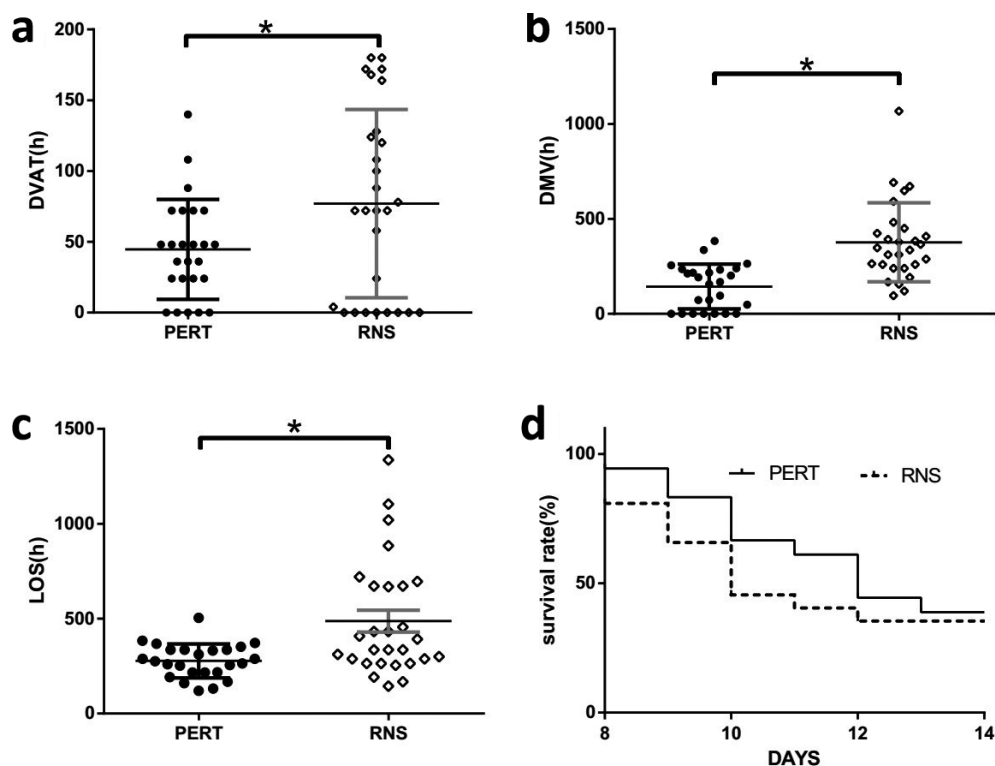 a
*
DVAT(h)
200
150
100
50
0
PERT RNS
b
*
DMV(h)
1500
1000
500
0
PERT RNS
c
*
LOS(h)
1500
1000
500
0
PERT RNS
d
PERT RNS
survival rate(%)
100
50
0
8 10 12 14
DAYS